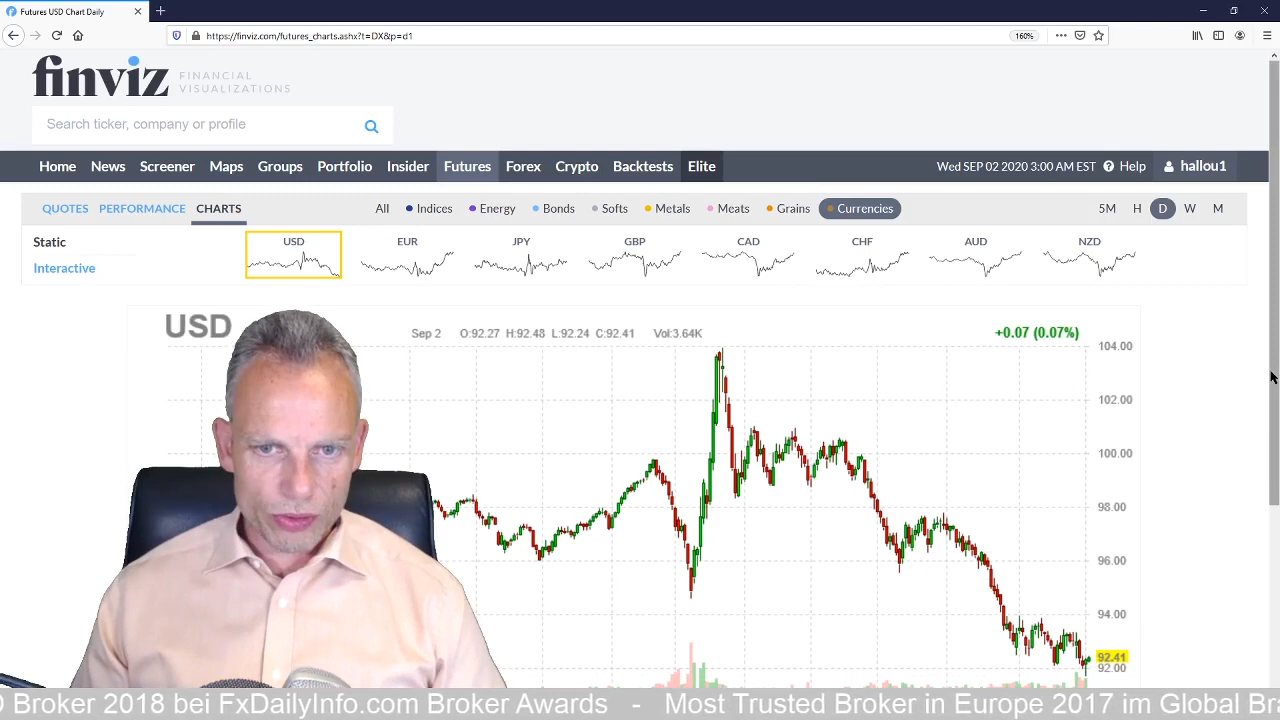 Futures USD Chart Daily
https://finviz.com/futures_charts.ashx?t=DX&p=d1
160%
finviz
FINANCIAL
VISUALIZATIONS
Search ticker, company or profile
Home News Screener Maps Groups Portfolio Insider Futures Forex Crypto Backtests Elite Wed SEP 02 2020 3:00 AM EST Help hallou1
QUOTES PERFORMANCE CHARTS All Indices Energy Bonds Softs Metals Meats Grains Currencies 5M H D W M
Static USD EUR JPY GBP CAD CHF AUD NZD
Interactive
USD Sep 2 O:92.27 H:92.48 L:92.24 C:92.41 Vol:3.64K +0.07 (0.07%)
104.00
102.00
100.00
98.00
96.00
94.00
92.41
92.00
Broker 2018 bei FxDailyInfo.com Broker Awards - Most Trusted Broker in Europe 2017 im Global